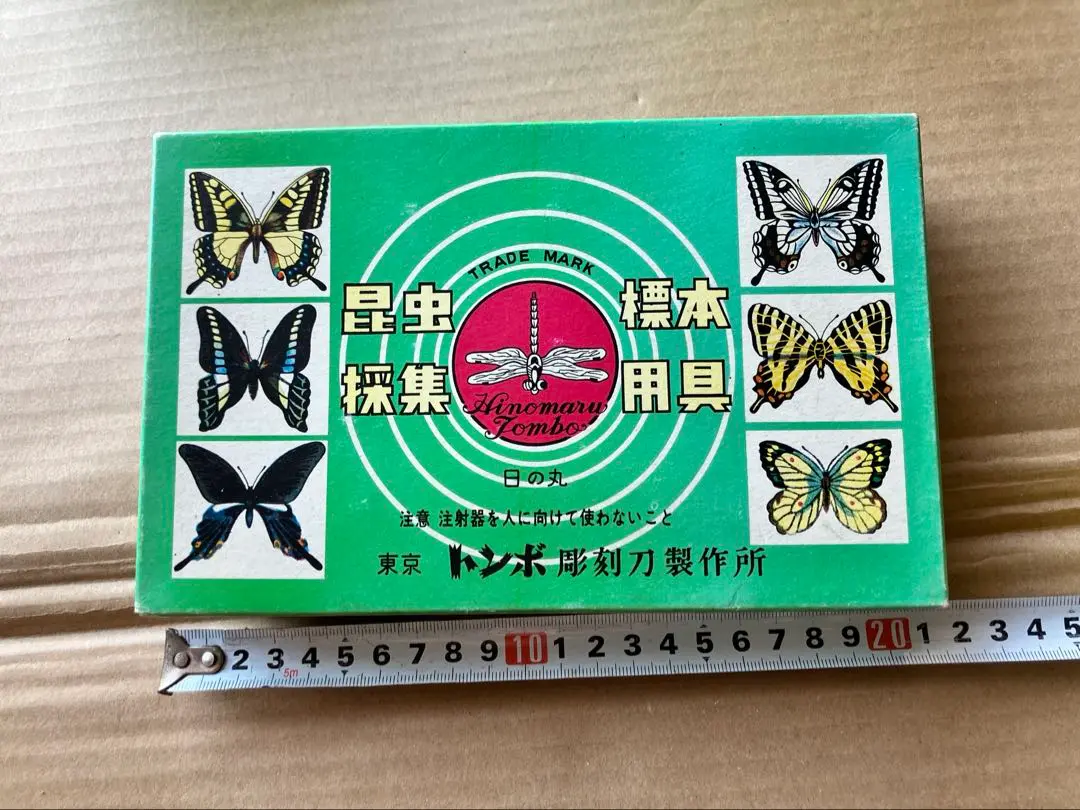 TRADE MARK
昆虫 標本
採集 用具
Hinomaru
Tombo
日の丸
注意 注射器を人に向けて使わないこと
東京 トンボ彫刻刀製作所
2 3 4 5 6 7 8 9 10 1 2 3 4 5 6 7 8 9 20 1 2 3 4 5
5m